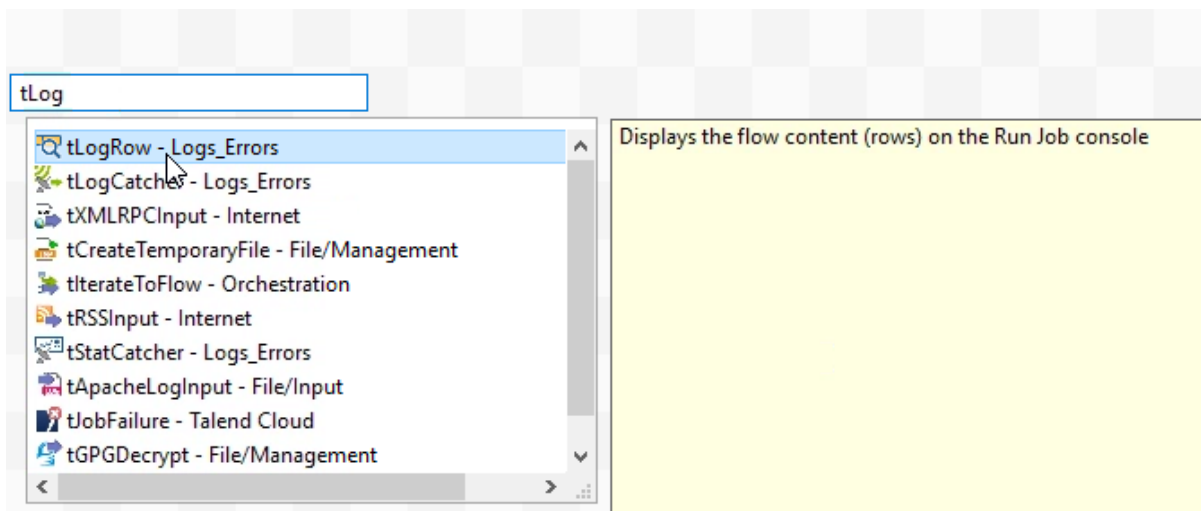 tLog
tLogRow - Logs_Errors
Displays the flow content (rows) on the Run Job console
tLogCatcher - Logs_Errors
tXMLRPCInput - Internet
tCreateTemporaryFile - File/Management
tIterateToFlow - Orchestration
tRSSInput - Internet
tStatCatcher - Logs_Errors
tApacheLogInput - File/Input
tJobFailure - Talend Cloud
tGPGDecrypt - File/Management